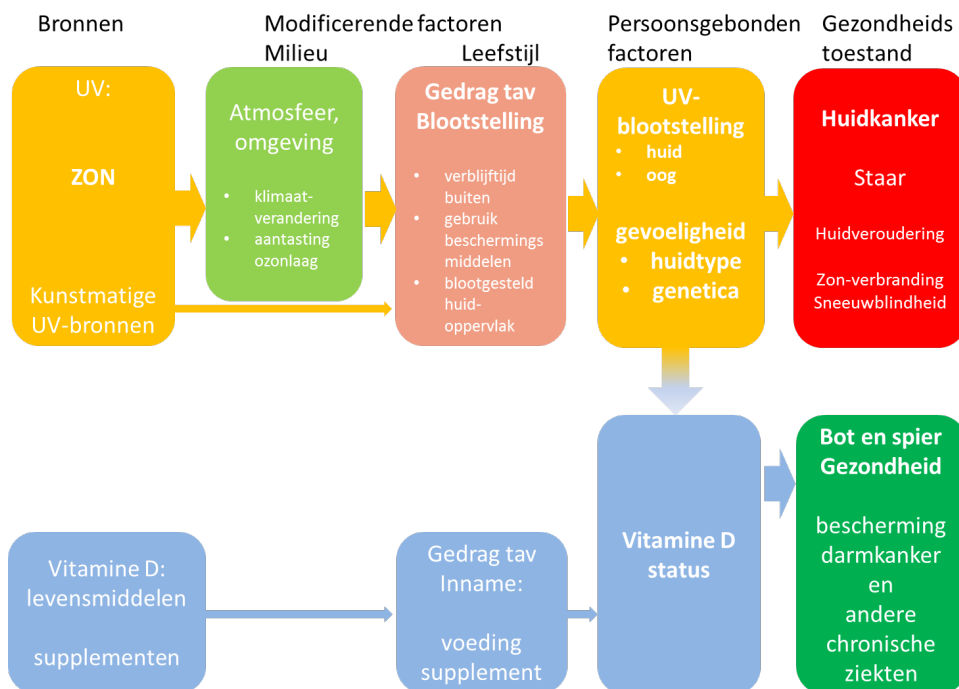 Bronnen
Modificerende factoren
Milieu
Leefstijl
Persoonsgebonden
factoren
Gezondheids
toestand
UV:
ZON
Kunstmatige
UV-bronnen
Atmosfeer,
omgeving
• klimaat-
verandering
• aantasting
ozonlaag
Gedrag tav
Blootstelling
• verblijftijd
buiten
• gebruik
beschermings
middelen
• blootgesteld
huid-
oppervlak
UV-
blootstelling
• huid
• oog
gevoeligheid
• huidtype
• genetica
Huidkanker
Staar
Huidveroudering
Zon-verbranding
Sneeuwblindheid
Vitamine D:
levensmiddelen
supplementen
Gedrag tav
Inname:
voeding
supplement
Vitamine D
status
Bot en spier
Gezondheid
bescherming
darmkanker
en
andere
chronische
ziekten